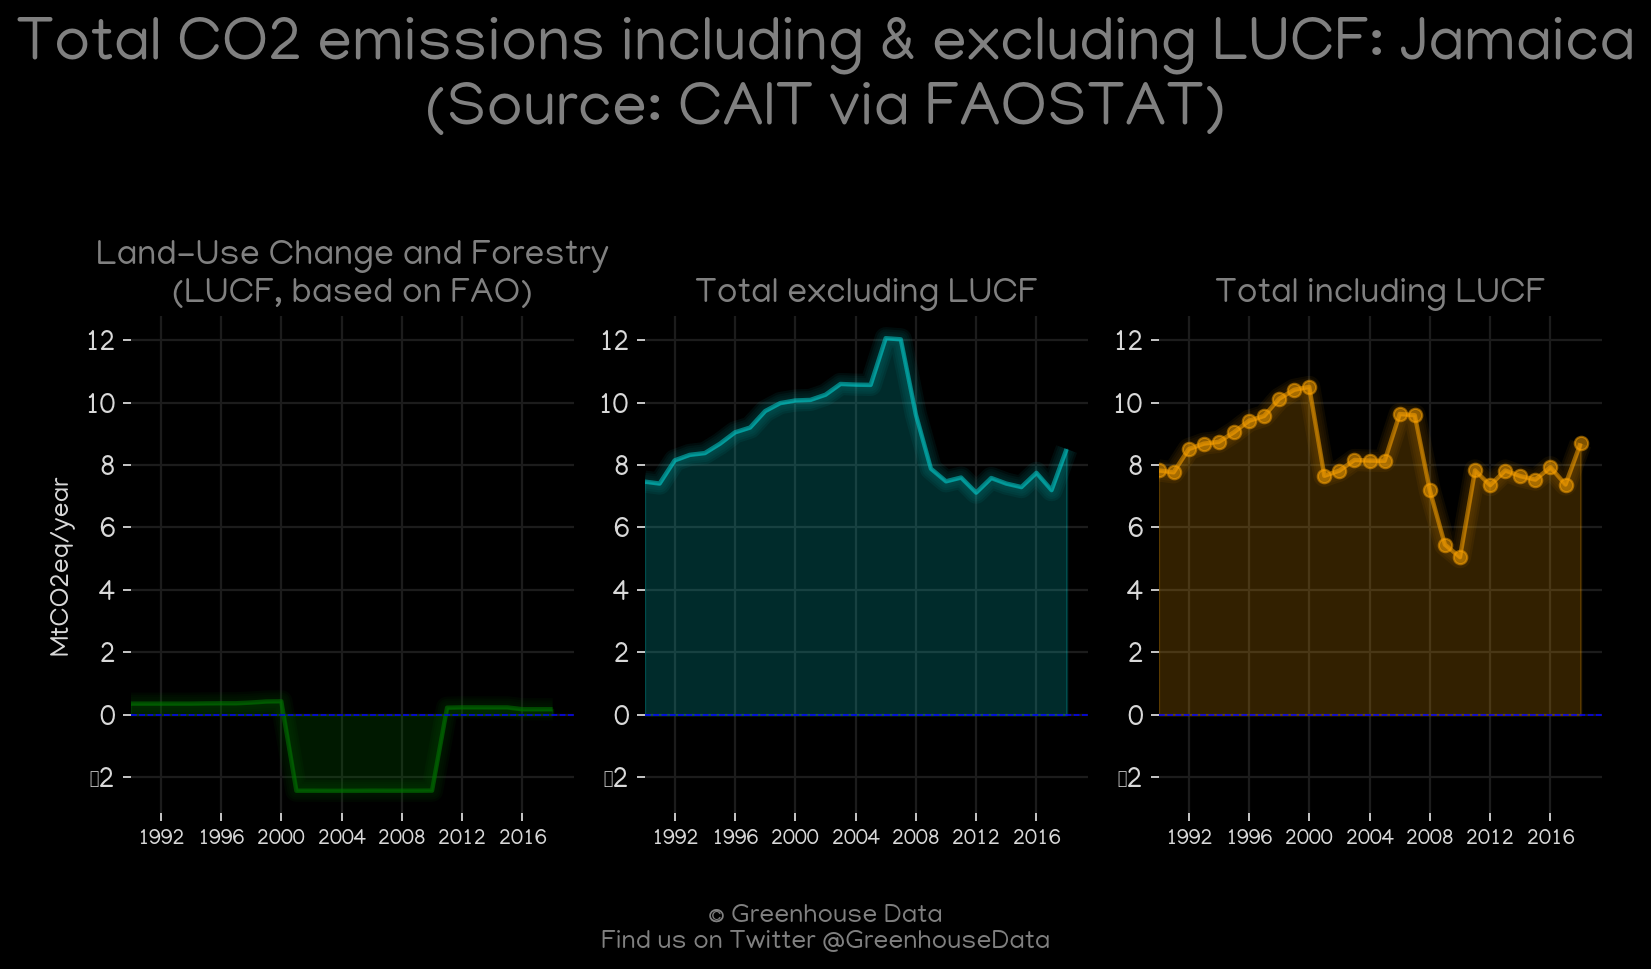 Total CO2 emissions including & excluding LUCF: Jamaica
(Source: CAIT via FAOSTAT)
Land-Use Change and Forestry
(LUCF, based on FAO)
MtCO2eq/year
12
10
8
6
4
2
0
▯2
1992 1996 2000 2004 2008 2012 2016
Total excluding LUCF
12
10
8
6
4
2
0
▯2
1992 1996 2000 2004 2008 2012 2016
Total including LUCF
12
10
8
6
4
2
0
▯2
1992 1996 2000 2004 2008 2012 2016
© Greenhouse Data
Find us on Twitter @GreenhouseData